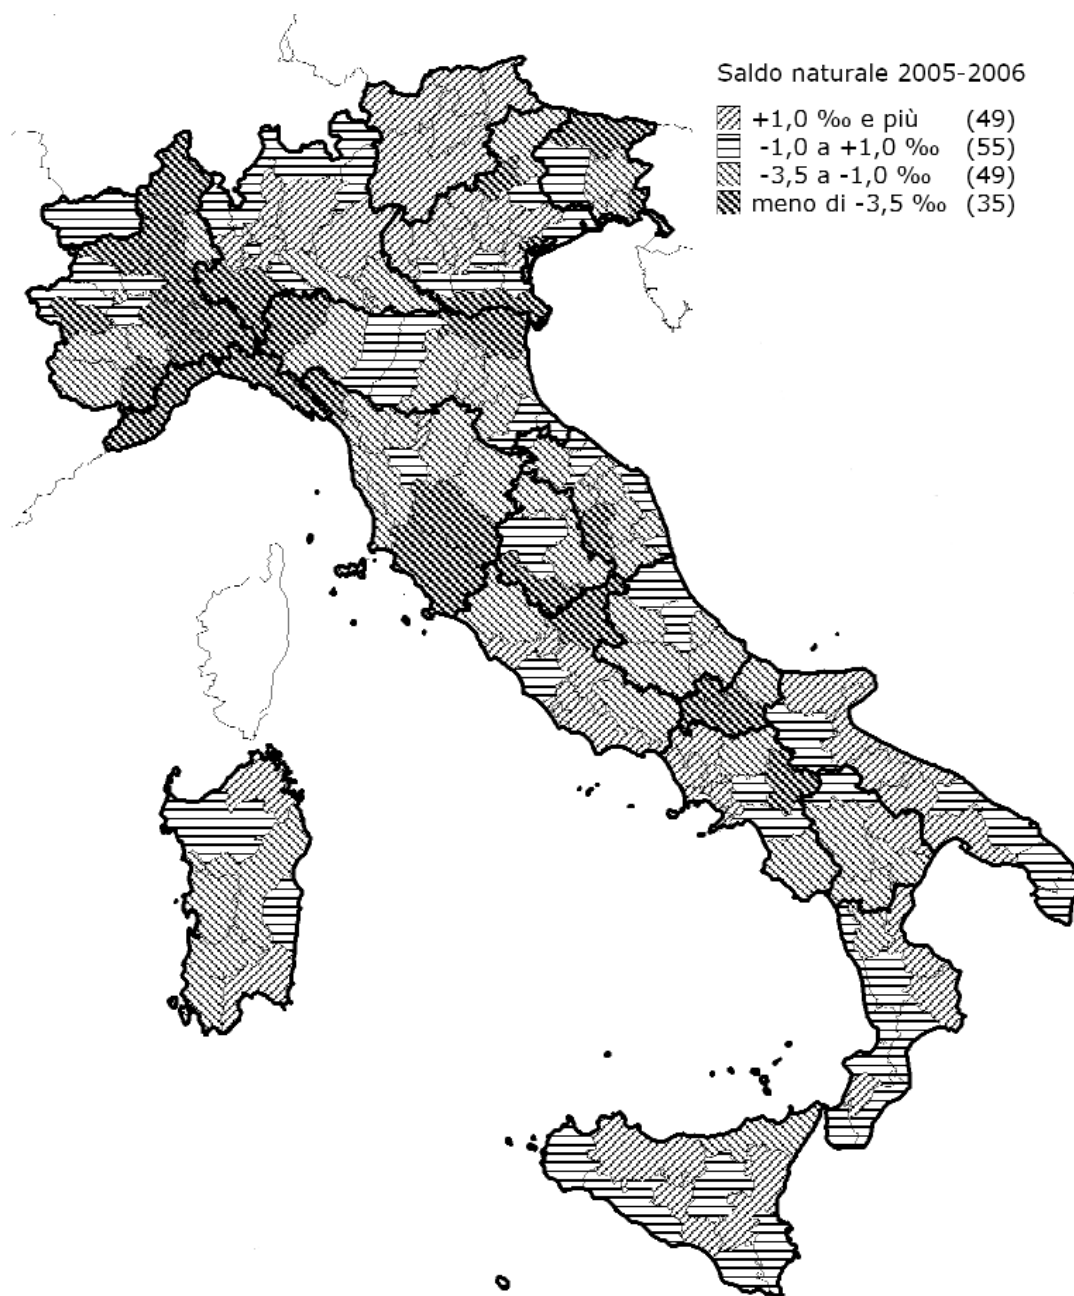 Saldo naturale 2005-2006
+1,0 ‰ e più (49)
-1,0 a +1,0 ‰ (55)
-3,5 a -1,0 ‰ (49)
meno di -3,5 ‰ (35)